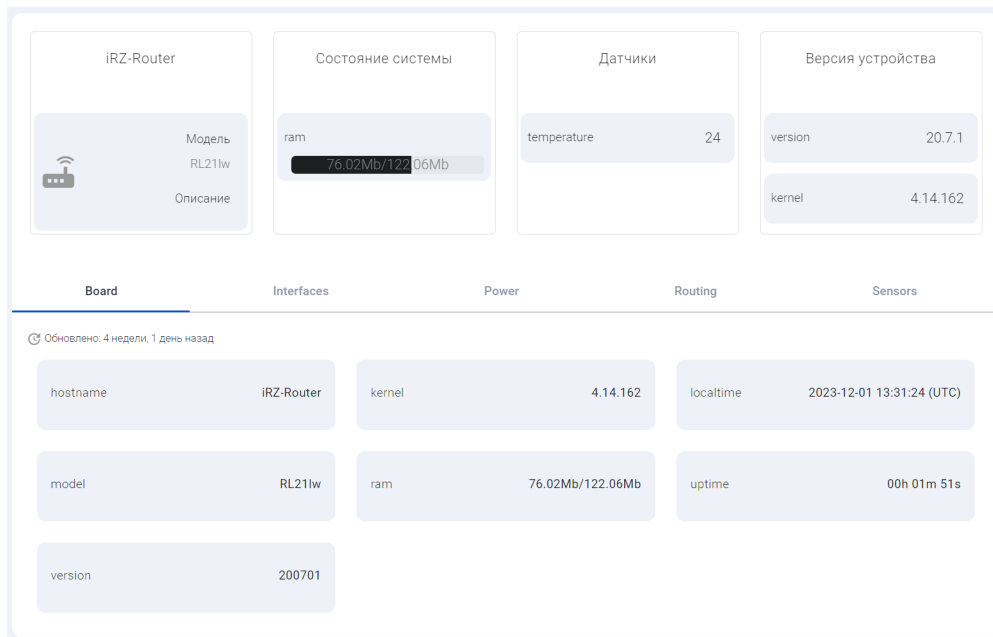 iRZ-Router
Модель
RL21lw
Описание
Состояние системы
ram
76.02Mb/122.06Mb
Датчики
temperature 24
Версия устройства
version 20.7.1
kernel 4.14.162
Board Interfaces Power Routing Sensors
Обновлено: 4 недели, 1 день назад
hostname iRZ-Router kernel 4.14.162 localtime 2023-12-01 13:31:24 (UTC)
model RL21lw ram 76.02Mb/122.06Mb uptime 00h 01m 51s
version 200701